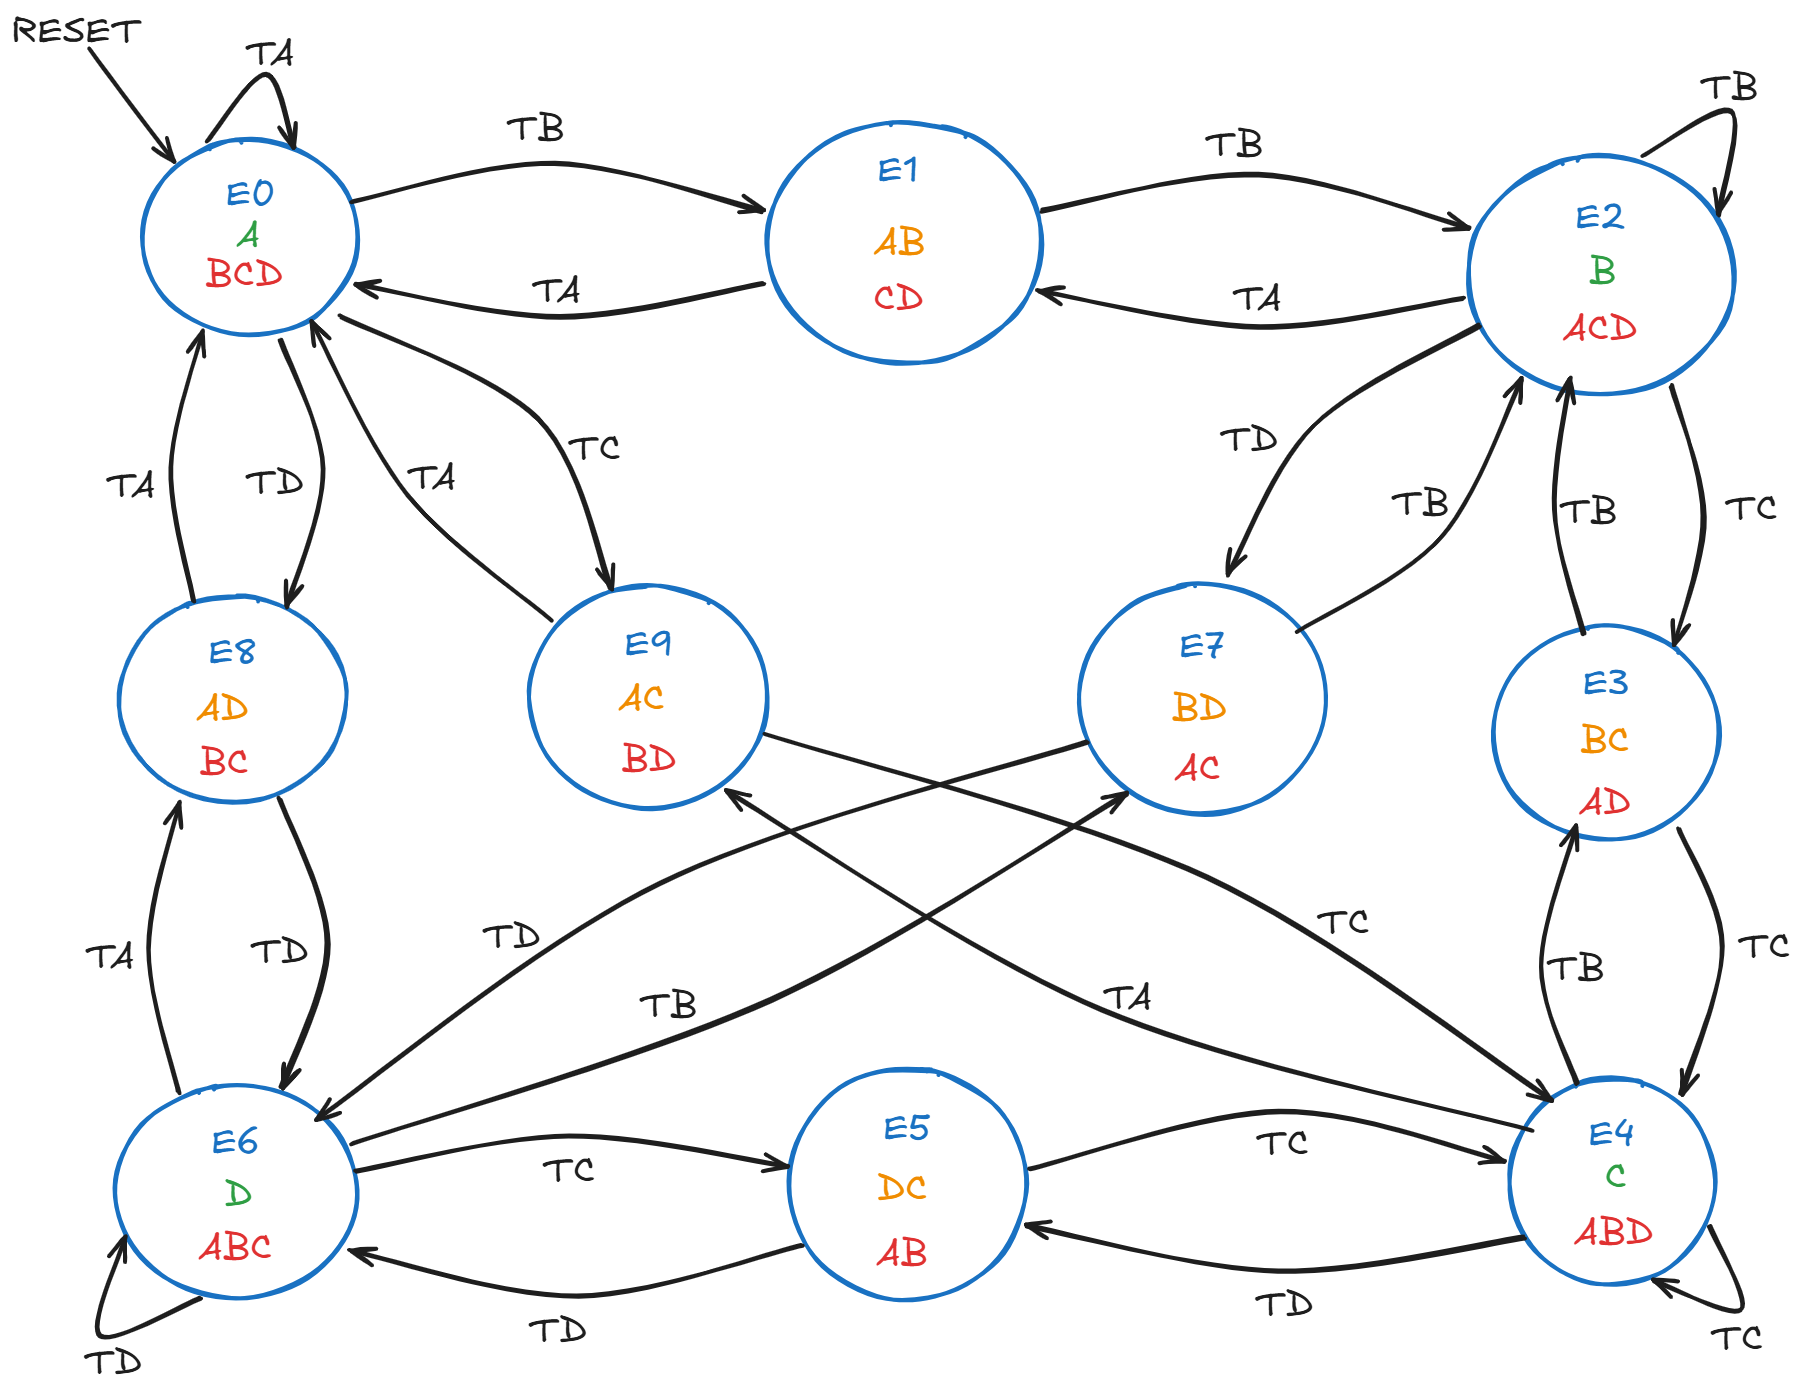 RESET
TA
TB
TB
TB
E0
A
BCD
E1
AB
CD
E2
B
ACD
TA
TA
TA
TD
TA
TC
TD
TB
TB
TC
E8
AD
BC
E9
AC
BD
E7
BD
AC
E3
BC
AD
TA
TD
TD
TB
TC
TA
TB
TC
E6
D
ABC
TC
E5
DC
AB
TC
E4
C
ABD
TD
TD
TD
TC